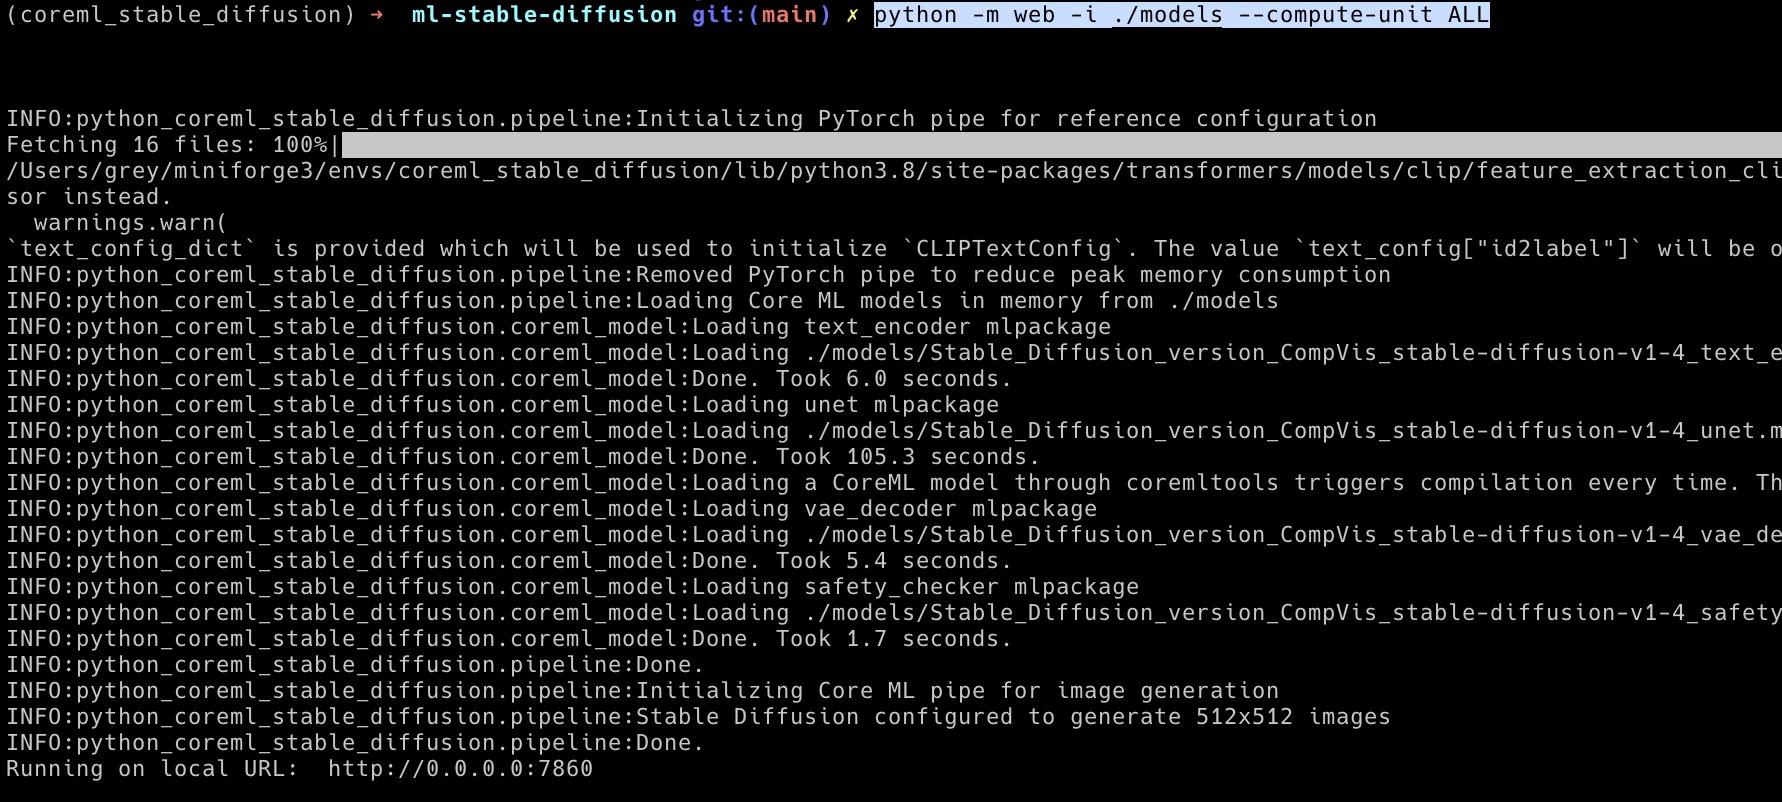 (coreml_stable_diffusion) → ml-stable-diffusion git:(main) ✗ python -m web -i ./models --compute-unit ALL
INFO:python_coreml_stable_diffusion.pipeline:Initializing PyTorch pipe for reference configuration
Fetching 16 files: 100%|
/Users/grey/miniforge3/envs/coreml_stable_diffusion/lib/python3.8/site-packages/transformers/models/clip/feature_extraction_cli
sor instead.
  warnings.warn(
`text_config_dict` is provided which will be used to initialize `CLIPTextConfig`. The value `text_config["id2label"]` will be o
INFO:python_coreml_stable_diffusion.pipeline:Removed PyTorch pipe to reduce peak memory consumption
INFO:python_coreml_stable_diffusion.pipeline:Loading Core ML models in memory from ./models
INFO:python_coreml_stable_diffusion.coreml_model:Loading text_encoder mlpackage
INFO:python_coreml_stable_diffusion.coreml_model:Loading ./models/Stable_Diffusion_version_CompVis_stable-diffusion-v1-4_text_e
INFO:python_coreml_stable_diffusion.coreml_model:Done. Took 6.0 seconds.
INFO:python_coreml_stable_diffusion.coreml_model:Loading unet mlpackage
INFO:python_coreml_stable_diffusion.coreml_model:Loading ./models/Stable_Diffusion_version_CompVis_stable-diffusion-v1-4_unet.m
INFO:python_coreml_stable_diffusion.coreml_model:Done. Took 105.3 seconds.
INFO:python_coreml_stable_diffusion.coreml_model:Loading a CoreML model through coremltools triggers compilation every time. Th
INFO:python_coreml_stable_diffusion.coreml_model:Loading vae_decoder mlpackage
INFO:python_coreml_stable_diffusion.coreml_model:Loading ./models/Stable_Diffusion_version_CompVis_stable-diffusion-v1-4_vae_de
INFO:python_coreml_stable_diffusion.coreml_model:Done. Took 5.4 seconds.
INFO:python_coreml_stable_diffusion.coreml_model:Loading safety_checker mlpackage
INFO:python_coreml_stable_diffusion.coreml_model:Loading ./models/Stable_Diffusion_version_CompVis_stable-diffusion-v1-4_safety
INFO:python_coreml_stable_diffusion.coreml_model:Done. Took 1.7 seconds.
INFO:python_coreml_stable_diffusion.pipeline:Done.
INFO:python_coreml_stable_diffusion.pipeline:Initializing Core ML pipe for image generation
INFO:python_coreml_stable_diffusion.pipeline:Stable Diffusion configured to generate 512x512 images
INFO:python_coreml_stable_diffusion.pipeline:Done.
Running on local URL:  http://0.0.0.0:7860